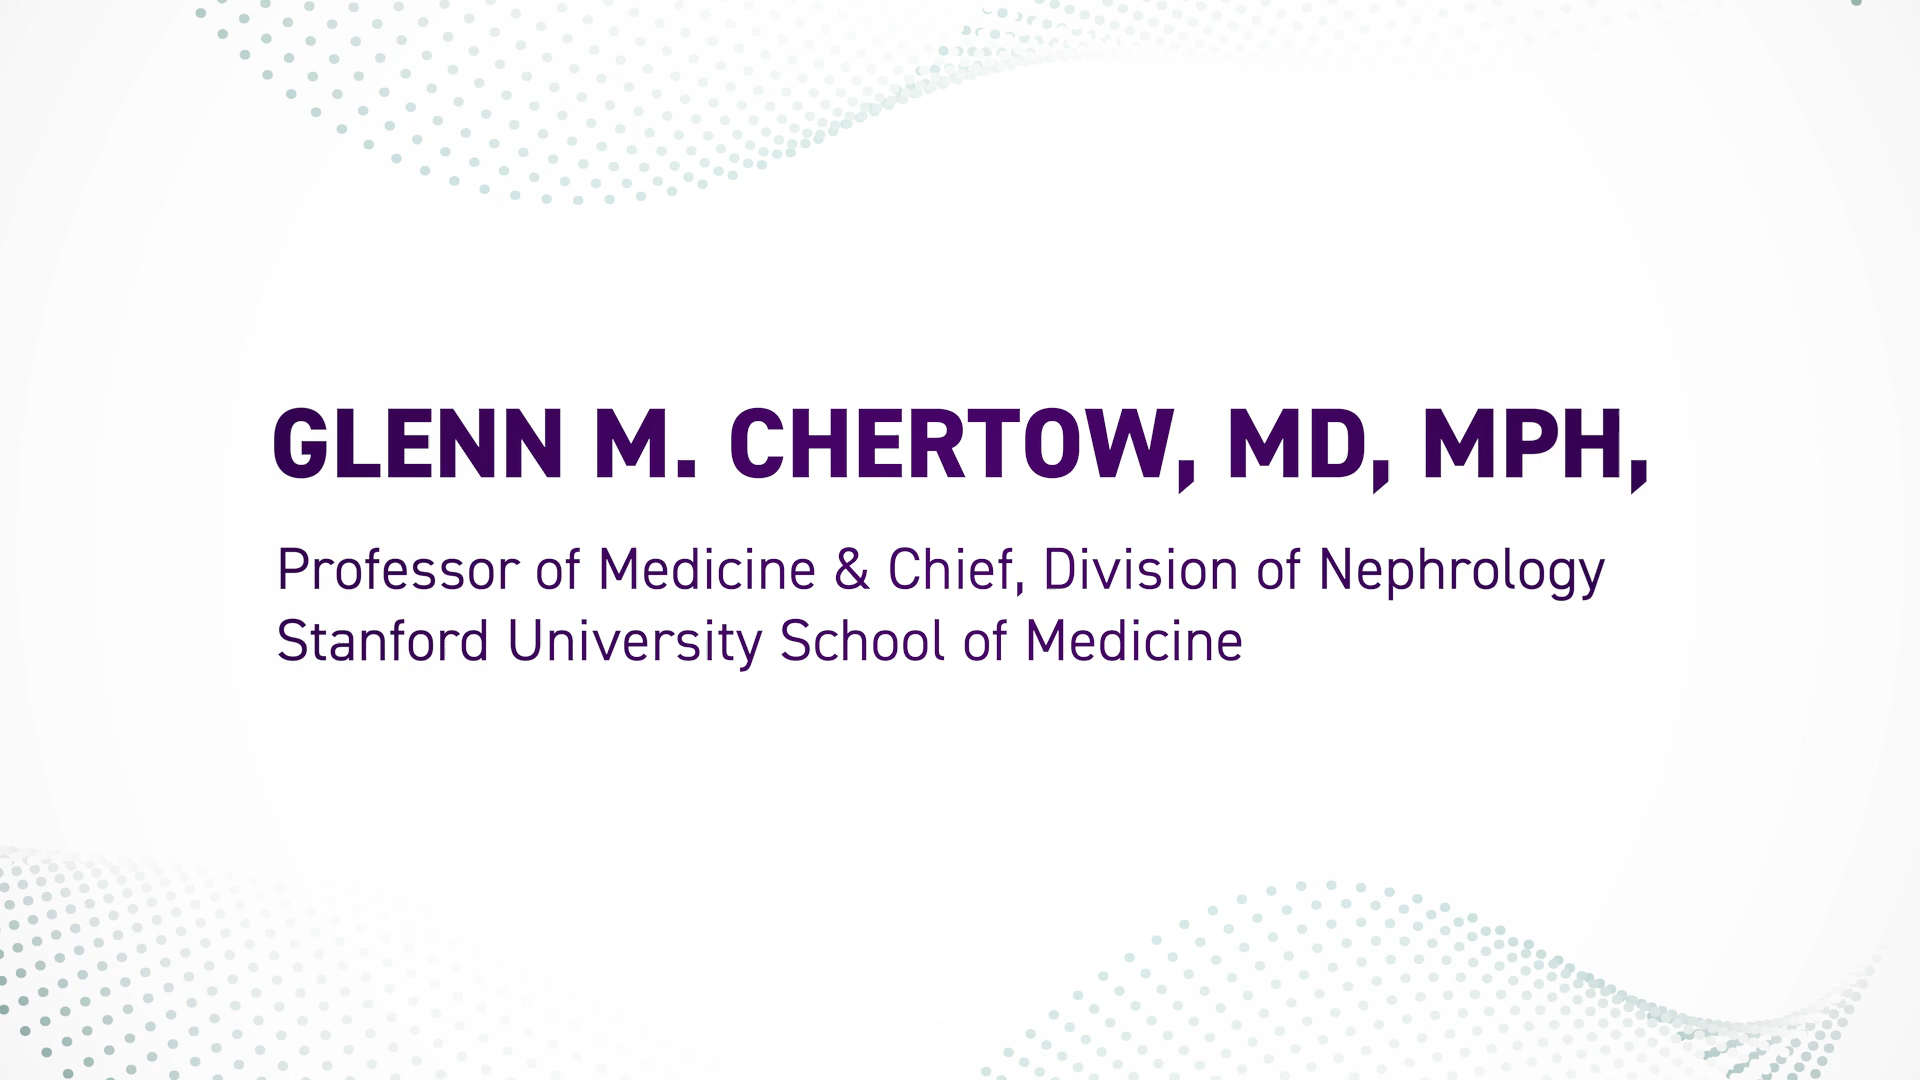 GLENN M. CHERTOW, MD, MPH,
Professor of Medicine & Chief, Division of Nephrology
Stanford University School of Medicine